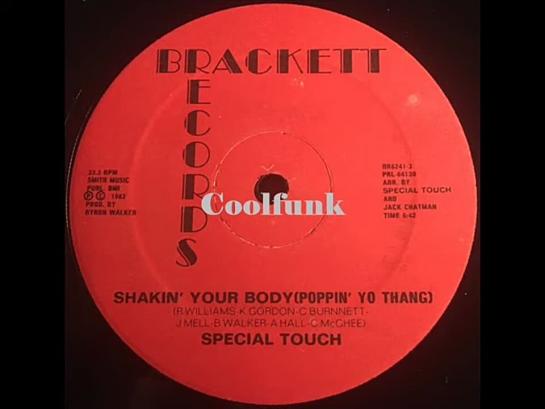 BRACKETT
RECORDS
33.3 RPM
SMITH MUSIC
PUBL. BMI
Ⓟ © 1982
PROD. BY
BYRON WALKER
BR6241-3
PRL-64130
ARR. BY
SPECIAL TOUCH
AND
JACK CHATMAN
TIME 6:42
Coolfunk
SHAKIN' YOUR BODY(POPPIN' YO THANG)
(R.WILLIAMS-K.GORDON-C BURNNETT-
J MELL-B WALKER-A HALL-C McGHEE)
SPECIAL TOUCH